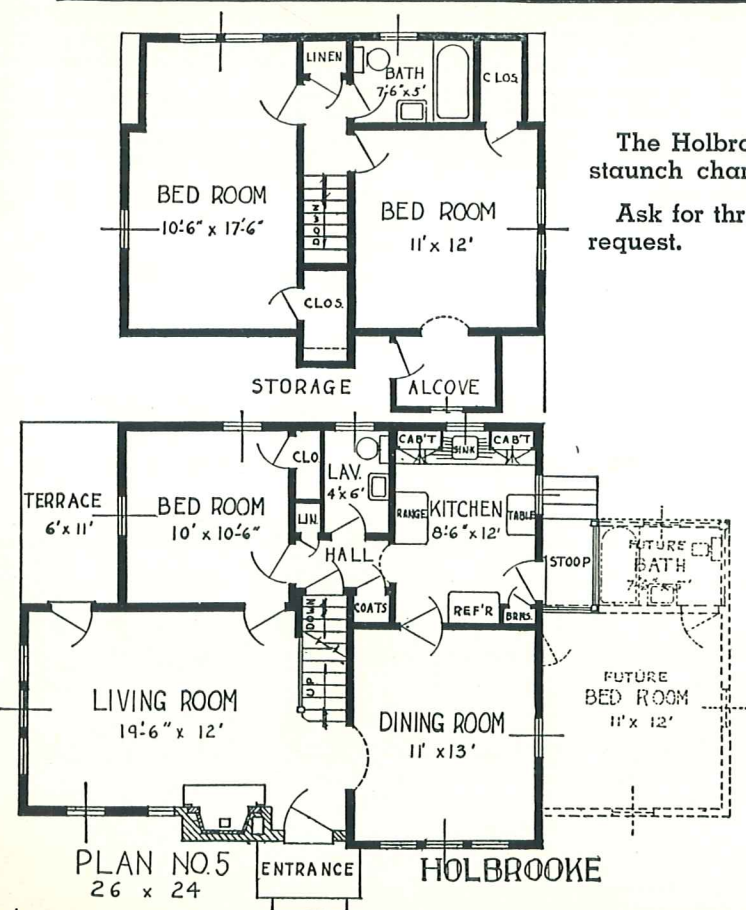 LINEN
BATH
7'-6" x 5'
CLOS.
The Holbro
staunch char
Ask for thr
request.
BED ROOM
10'-6" x 17'-6"
DOWN
BED ROOM
11' x 12'
CLOS.
STORAGE
ALCOVE
CAB'T
SINK
CAB'T
CLO.
LAV.
4' x 6'
TERRACE
6' x 11'
BED ROOM
10' x 10'-6"
LIN.
RANGE
KITCHEN
8'-6" x 12'
TABLE
HALL
STOOP
FUTURE
BATH
COATS
REF'R
BRMS.
DOWN
UP
LIVING ROOM
19'-6" x 12'
DINING ROOM
11' x 13'
FUTURE
BED ROOM
11' x 12'
PLAN NO. 5
26 x 24
ENTRANCE
HOLBROOKE